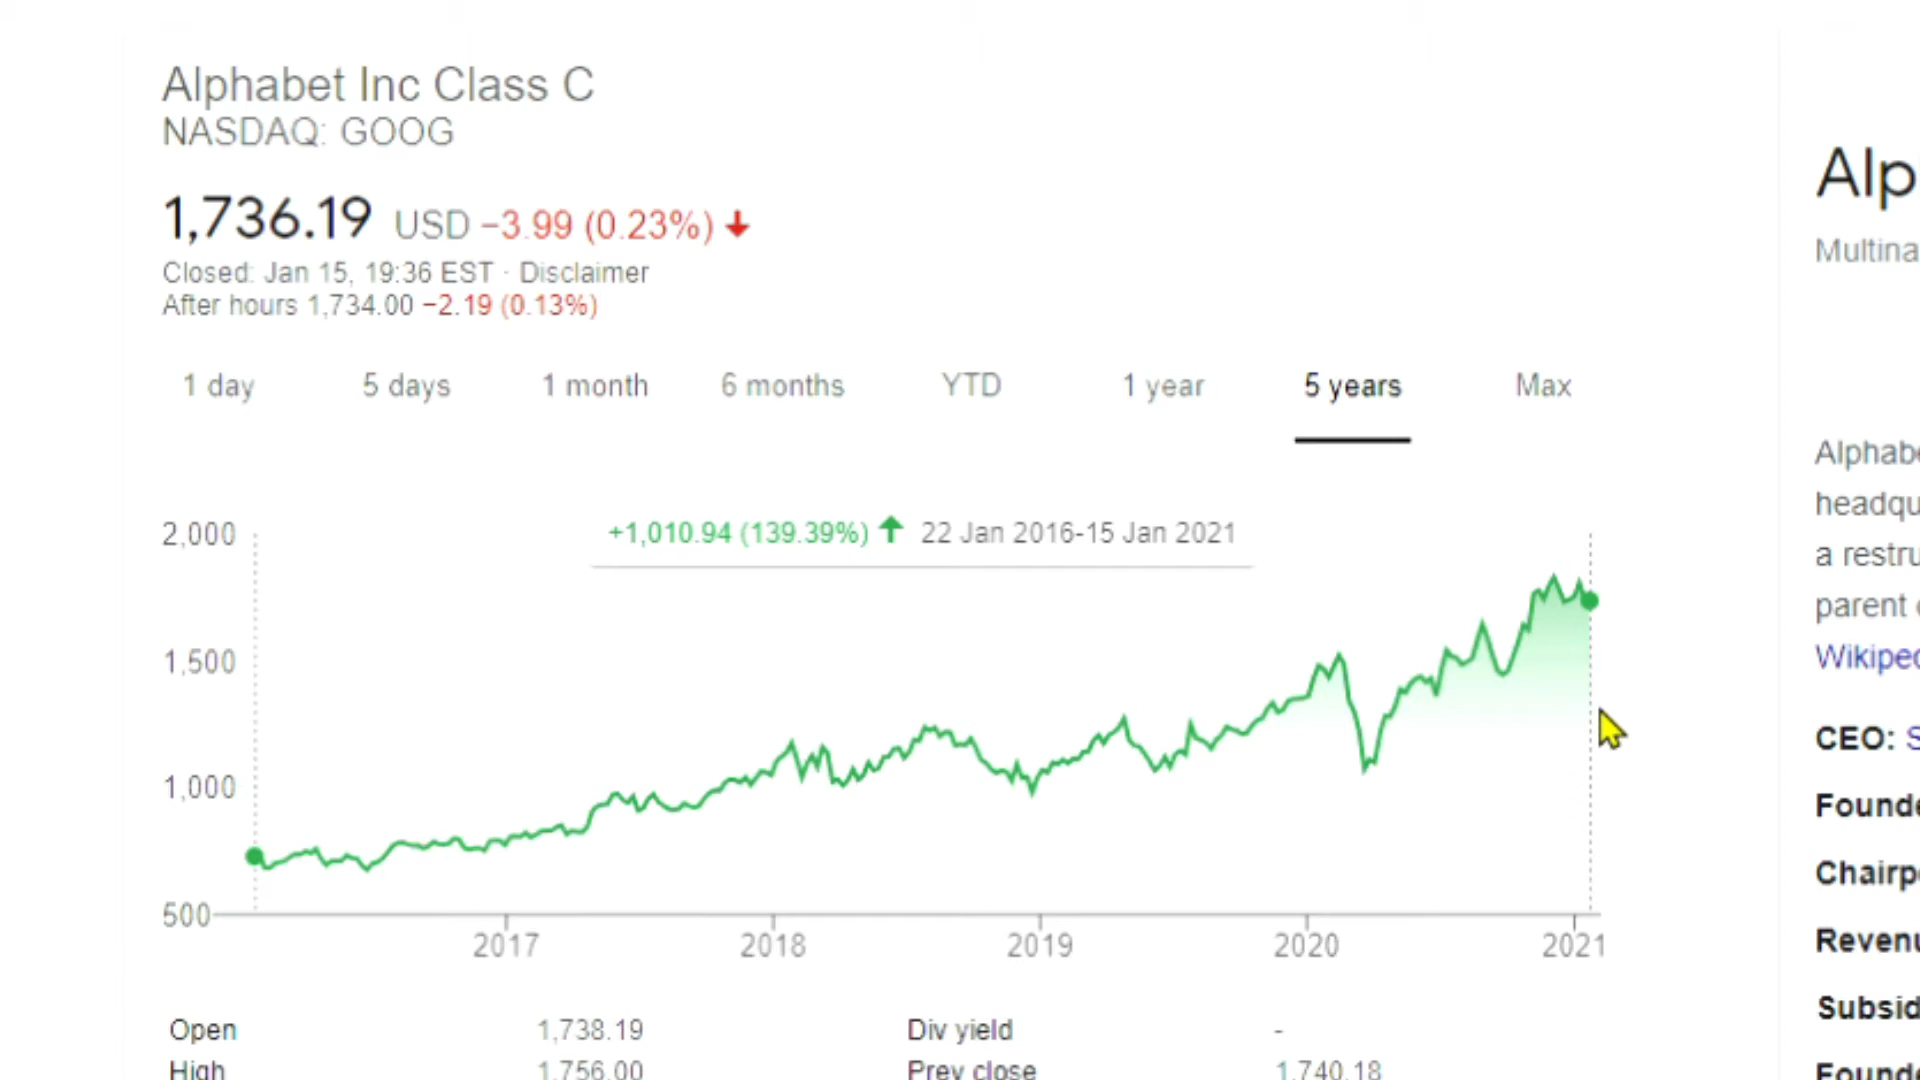 Alphabet Inc Class C
NASDAQ: GOOG
1,736.19 USD −3.99 (0.23%)
Closed: Jan 15, 19:36 EST · Disclaimer
After hours 1,734.00 −2.19 (0.13%)
1 day 5 days 1 month 6 months YTD 1 year 5 years Max
+1,010.94 (139.39%) 22 Jan 2016-15 Jan 2021
2,000
1,500
1,000
500
2017 2018 2019 2020 2021
Open 1,738.19 Div yield -
High 1,756.00 Prev close 1,740.18
Alp
Multina
Alphabe
headqu
a restru
parent
Wikiped
CEO: S
Founde
Chairpe
Revenu
Subsid
Founde